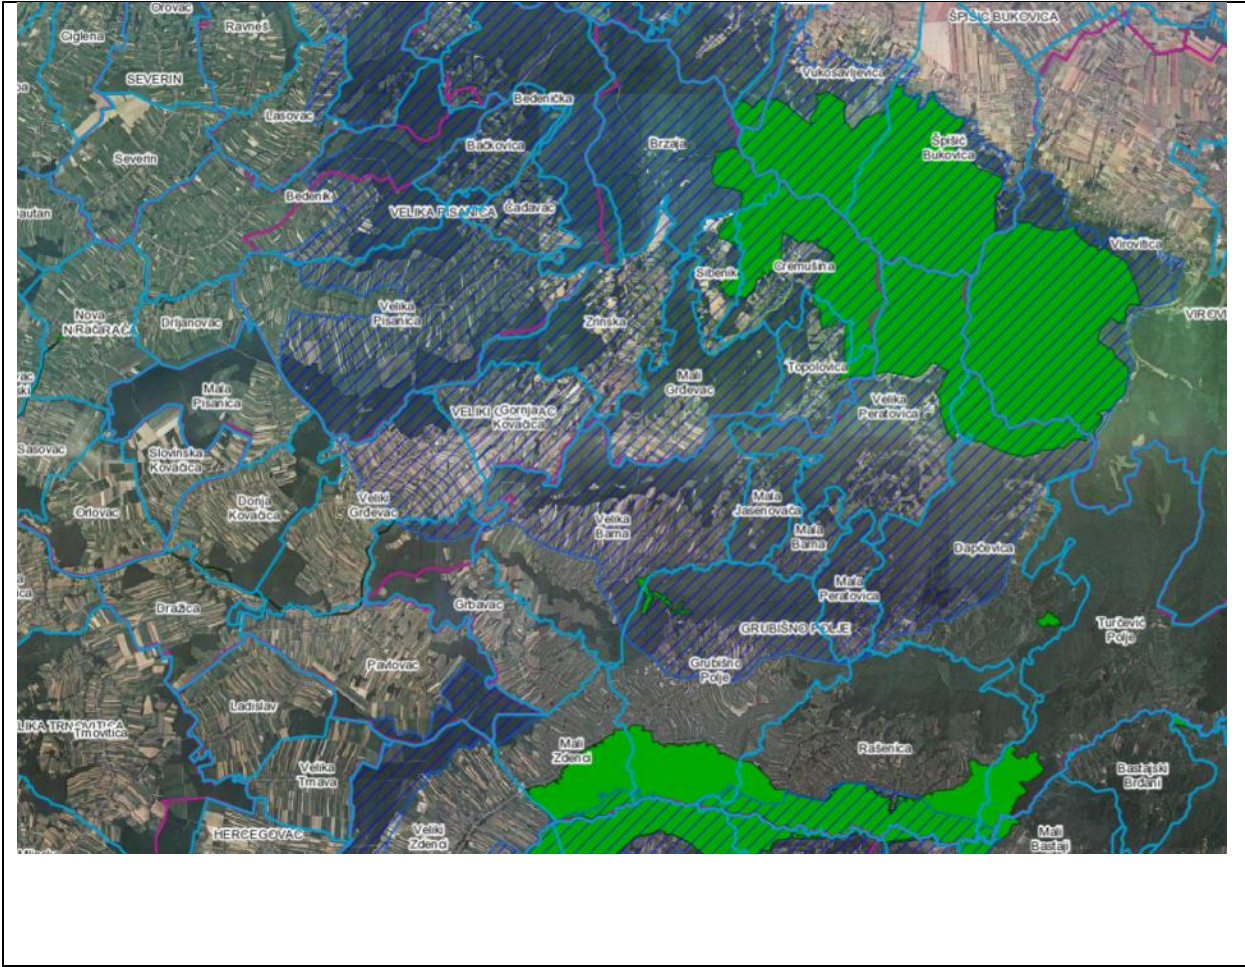 Orovac
Ravneš
Ciglena
ŠPIŠIĆ BUKOVICA
SEVERIN
Vukosavljevica
Bedenička
Lasovac
Severin
Bačkovica
Brzaja
Špišić
Bukovica
Bedenik
VELIKA PISANICA
Čađavac
Virovitica
Sibenik
Cremušina
Velika
Pisanica
Nova
Drljanovac
Zrinska
Mala
Pisanica
Mali
Grđevac
Topolovica
Velika
Peratovica
Gornja
Kovačica
Sasovac
Slovinska
Kovačica
Orlovac
Donja
Kovačica
Veliki
Grđevac
Velika
Barna
Mala
Jasenovača
Mala
Barna
Dapčevica
Mala
Peratovica
Dražica
Grbavac
GRUBIŠNO POLJE
Turčević
Polje
Pavlovac
Grubišno
Polje
Ladislav
Trnovitica
Mali
Zdenci
Rašenica
Velika
Trnava
Bastajski
Brđani
HERCEGOVAC
Veliki
Zdenci
Mali
Bastaji